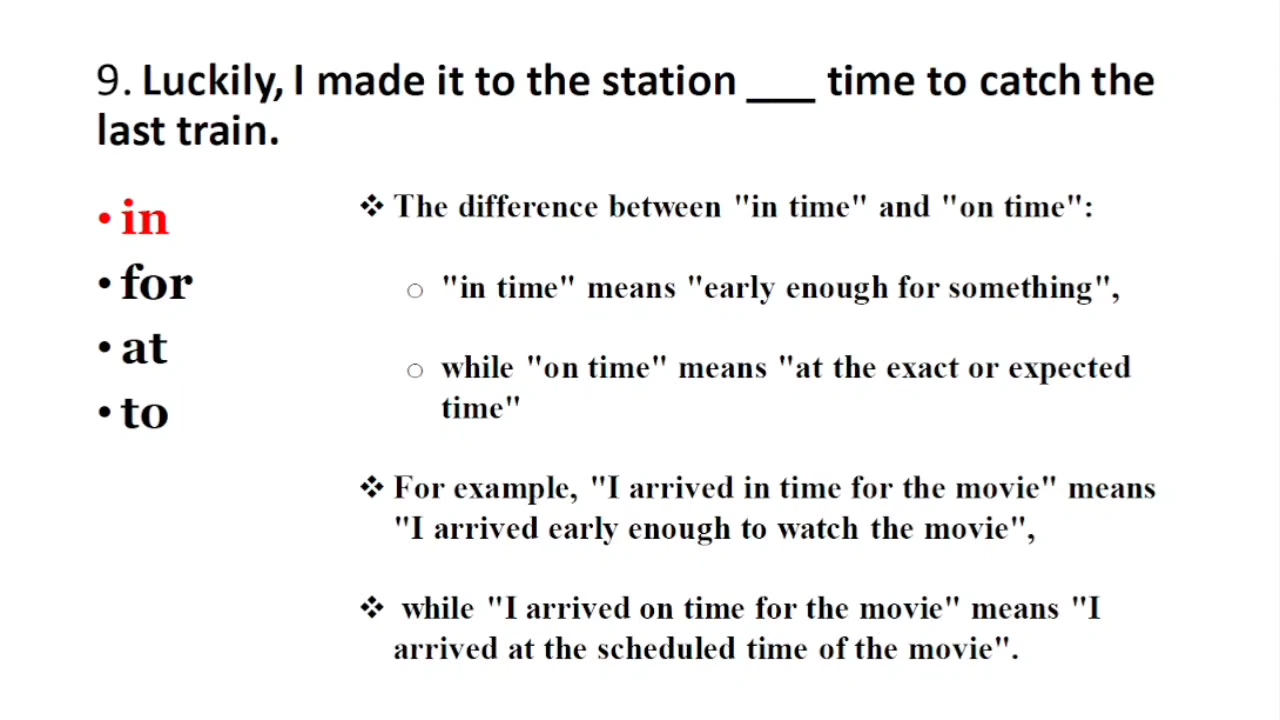 9. Luckily, I made it to the station ___ time to catch the
last train.
• in
• for
• at
• to
❖ The difference between "in time" and "on time":
○ "in time" means "early enough for something",
○ while "on time" means "at the exact or expected
time"
❖ For example, "I arrived in time for the movie" means
"I arrived early enough to watch the movie",
❖ while "I arrived on time for the movie" means "I
arrived at the scheduled time of the movie".